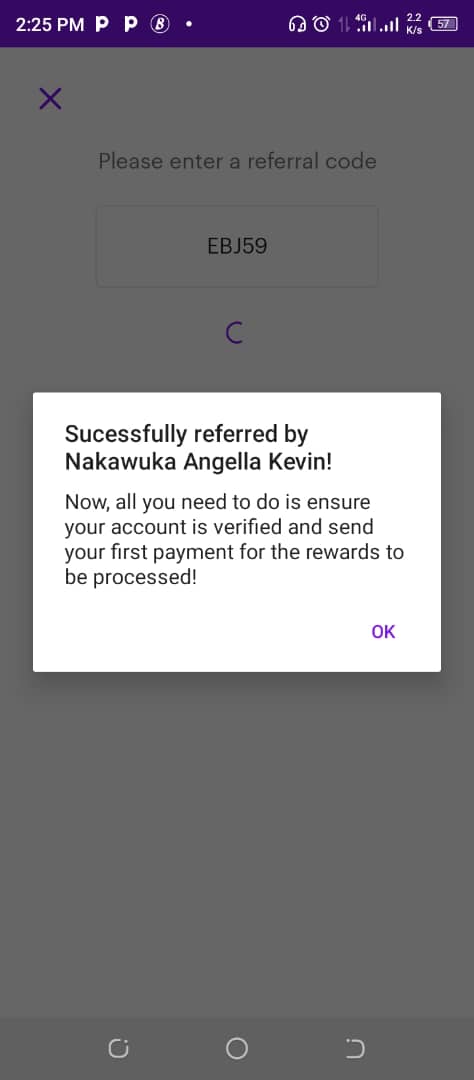 2:25 PM P P B •
4G 2.2 K/s 57
Please enter a referral code
EBJ59
Sucessfully referred by
Nakawuka Angella Kevin!
Now, all you need to do is ensure
your account is verified and send
your first payment for the rewards to
be processed!
OK